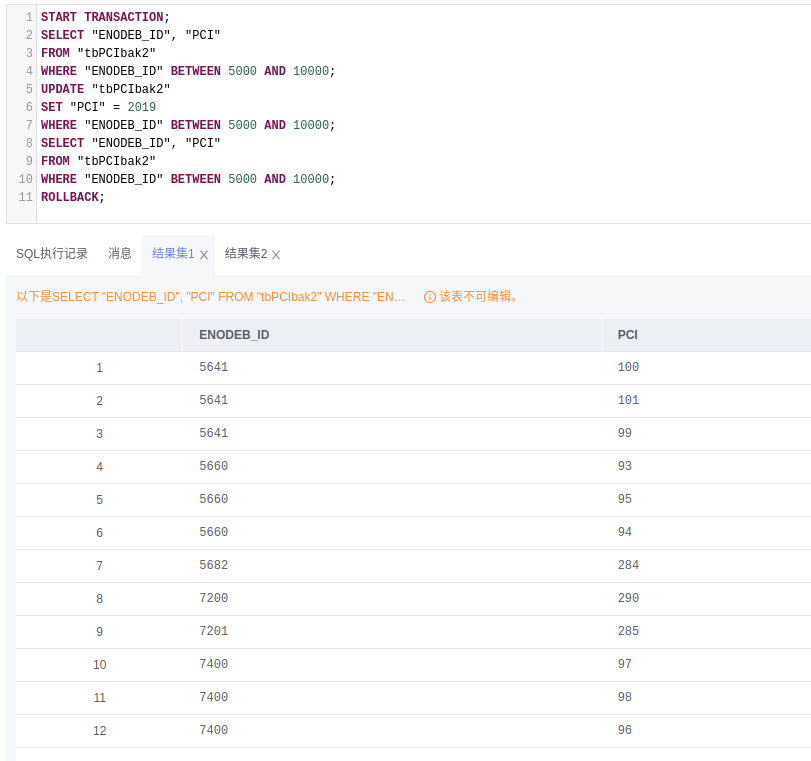 1 START TRANSACTION;
2 SELECT "ENODEB_ID", "PCI"
3 FROM "tbPCIbak2"
4 WHERE "ENODEB_ID" BETWEEN 5000 AND 10000;
5 UPDATE "tbPCIbak2"
6 SET "PCI" = 2019
7 WHERE "ENODEB_ID" BETWEEN 5000 AND 10000;
8 SELECT "ENODEB_ID", "PCI"
9 FROM "tbPCIbak2"
10 WHERE "ENODEB_ID" BETWEEN 5000 AND 10000;
11 ROLLBACK;
SQL执行记录 消息 结果集1 结果集2
以下是SELECT "ENODEB_ID", "PCI" FROM "tbPCIbak2" WHERE "EN... 该表不可编辑。
ENODEB_ID PCI
1 5641 100
2 5641 101
3 5641 99
4 5660 93
5 5660 95
6 5660 94
7 5682 284
8 7200 290
9 7201 285
10 7400 97
11 7400 98
12 7400 96